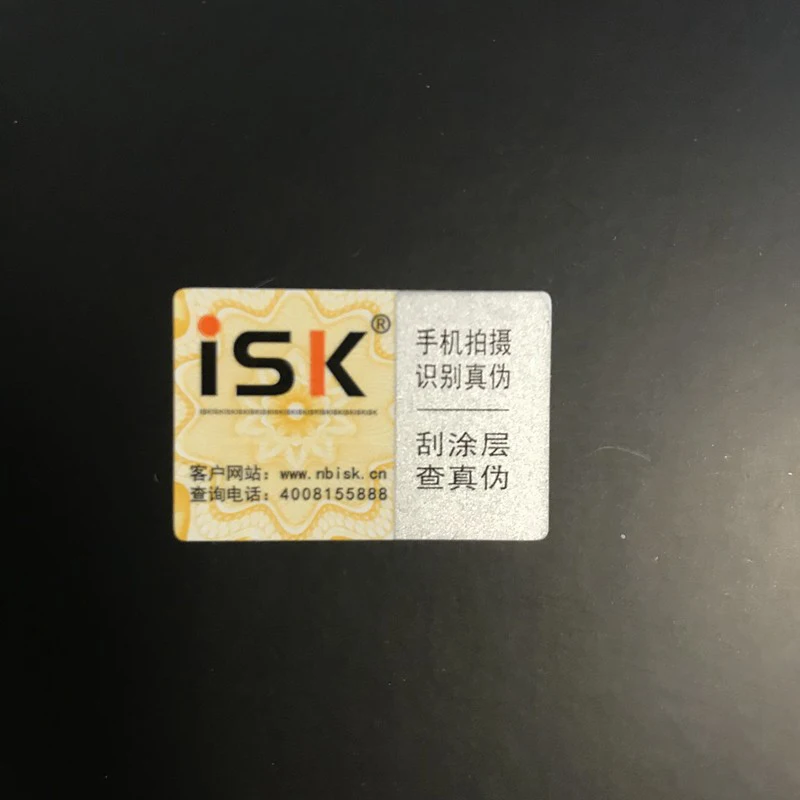 iSK®
客户网站：www.nbisk.cn
查询电话：4008155888
手机拍摄
识别真伪
刮涂层
查真伪